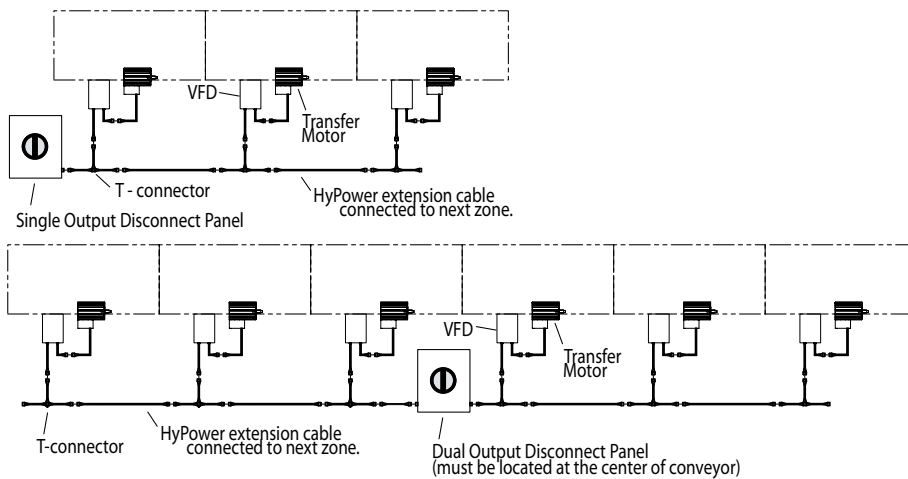 VFD
Transfer
Motor
T - connector
HyPower extension cable
connected to next zone.
Single Output Disconnect Panel
VFD
Transfer
Motor
T-connector
HyPower extension cable
connected to next zone.
Dual Output Disconnect Panel
(must be located at the center of conveyor)